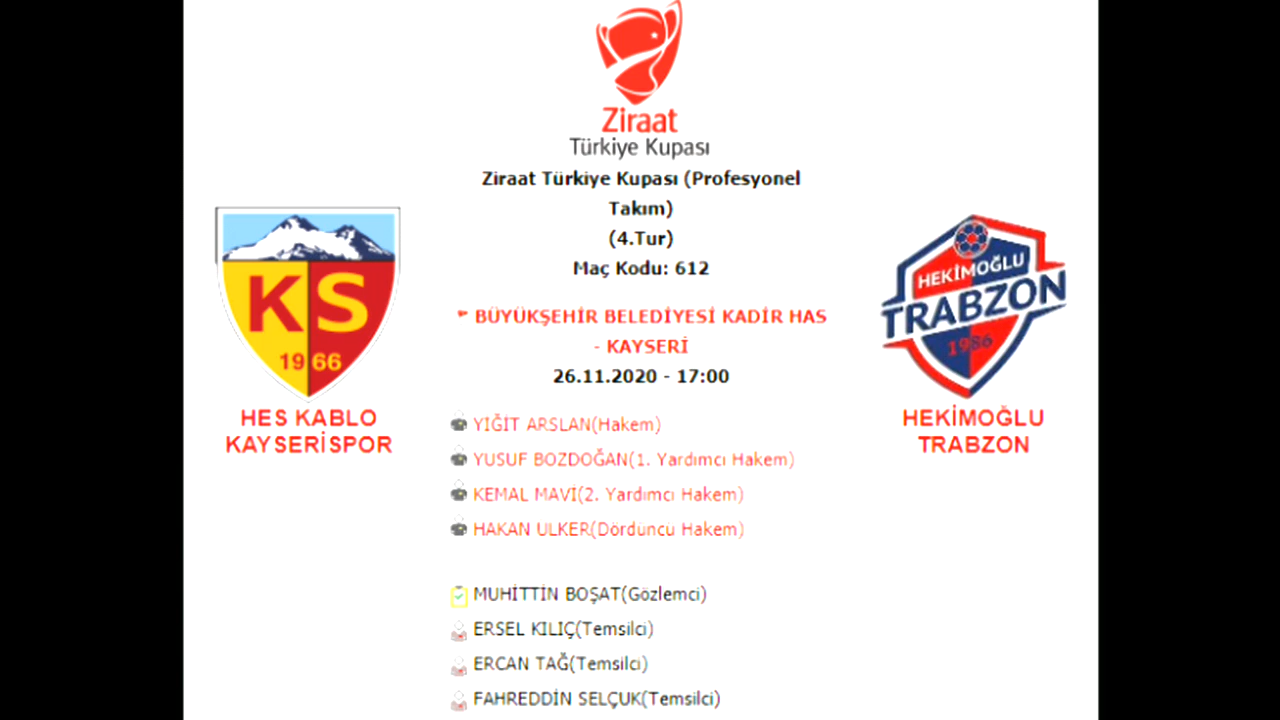 Ziraat
Türkiye Kupası
Ziraat Türkiye Kupası (Profesyonel
Takım)
(4.Tur)
Maç Kodu: 612
BÜYÜKŞEHİR BELEDİYESİ KADİR HAS
- KAYSERİ
26.11.2020 - 17:00
KS
1966
HES KABLO
KAYSERİSPOR
HEKİMOĞLU
TRABZON
1986
HEKİMOĞLU
TRABZON
YİĞİT ARSLAN(Hakem)
YUSUF BOZDOĞAN(1. Yardımcı Hakem)
KEMAL MAVİ(2. Yardımcı Hakem)
HAKAN ÜLKER(Dördüncü Hakem)
MUHİTTİN BOŞAT(Gözlemci)
ERSEL KILIÇ(Temsilci)
ERCAN TAĞ(Temsilci)
FAHREDDİN SELÇUK(Temsilci)